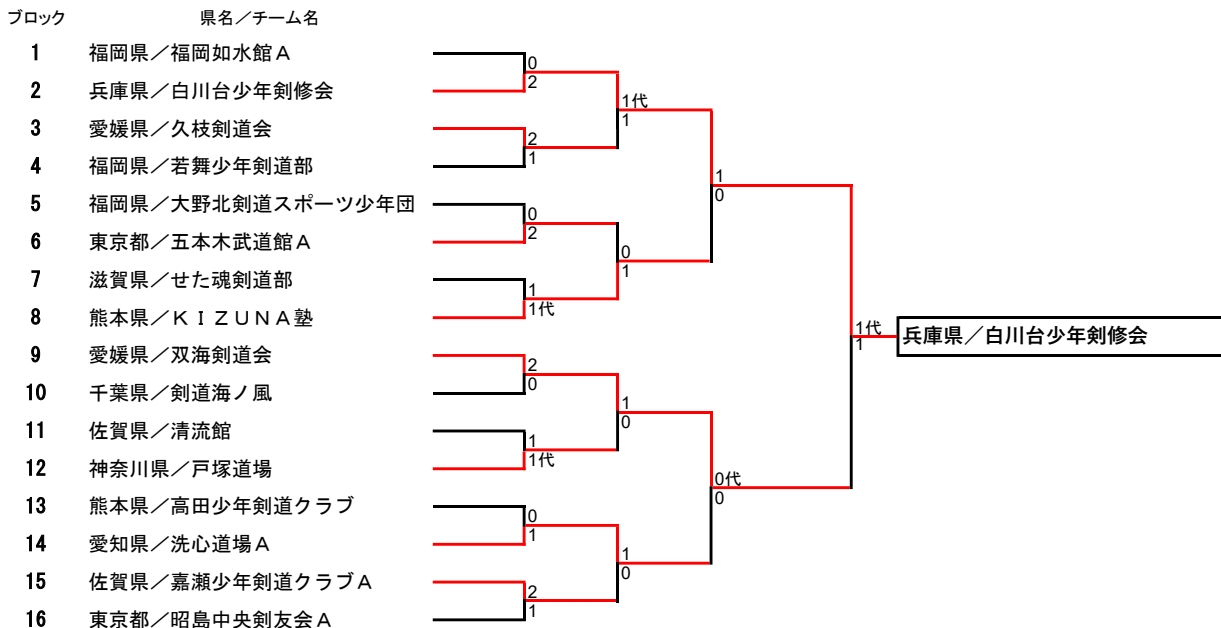 ブロック 県名／チーム名
1 福岡県／福岡如水館Ａ
0
2 兵庫県／白川台少年剣修会
2
1代
1
3 愛媛県／久枝剣道会
2
4 福岡県／若舞少年剣道部
1
1
0
5 福岡県／大野北剣道スポーツ少年団
0
6 東京都／五本木武道館Ａ
2
0
1
7 滋賀県／せた魂剣道部
1
8 熊本県／ＫＩＺＵＮＡ塾
1代
1代
1
兵庫県／白川台少年剣修会
9 愛媛県／双海剣道会
2
10 千葉県／剣道海ノ風
0
1
0
11 佐賀県／清流館
1
12 神奈川県／戸塚道場
1代
0代
0
13 熊本県／高田少年剣道クラブ
0
14 愛知県／洗心道場Ａ
1
1
0
15 佐賀県／嘉瀬少年剣道クラブＡ
2
16 東京都／昭島中央剣友会Ａ
1